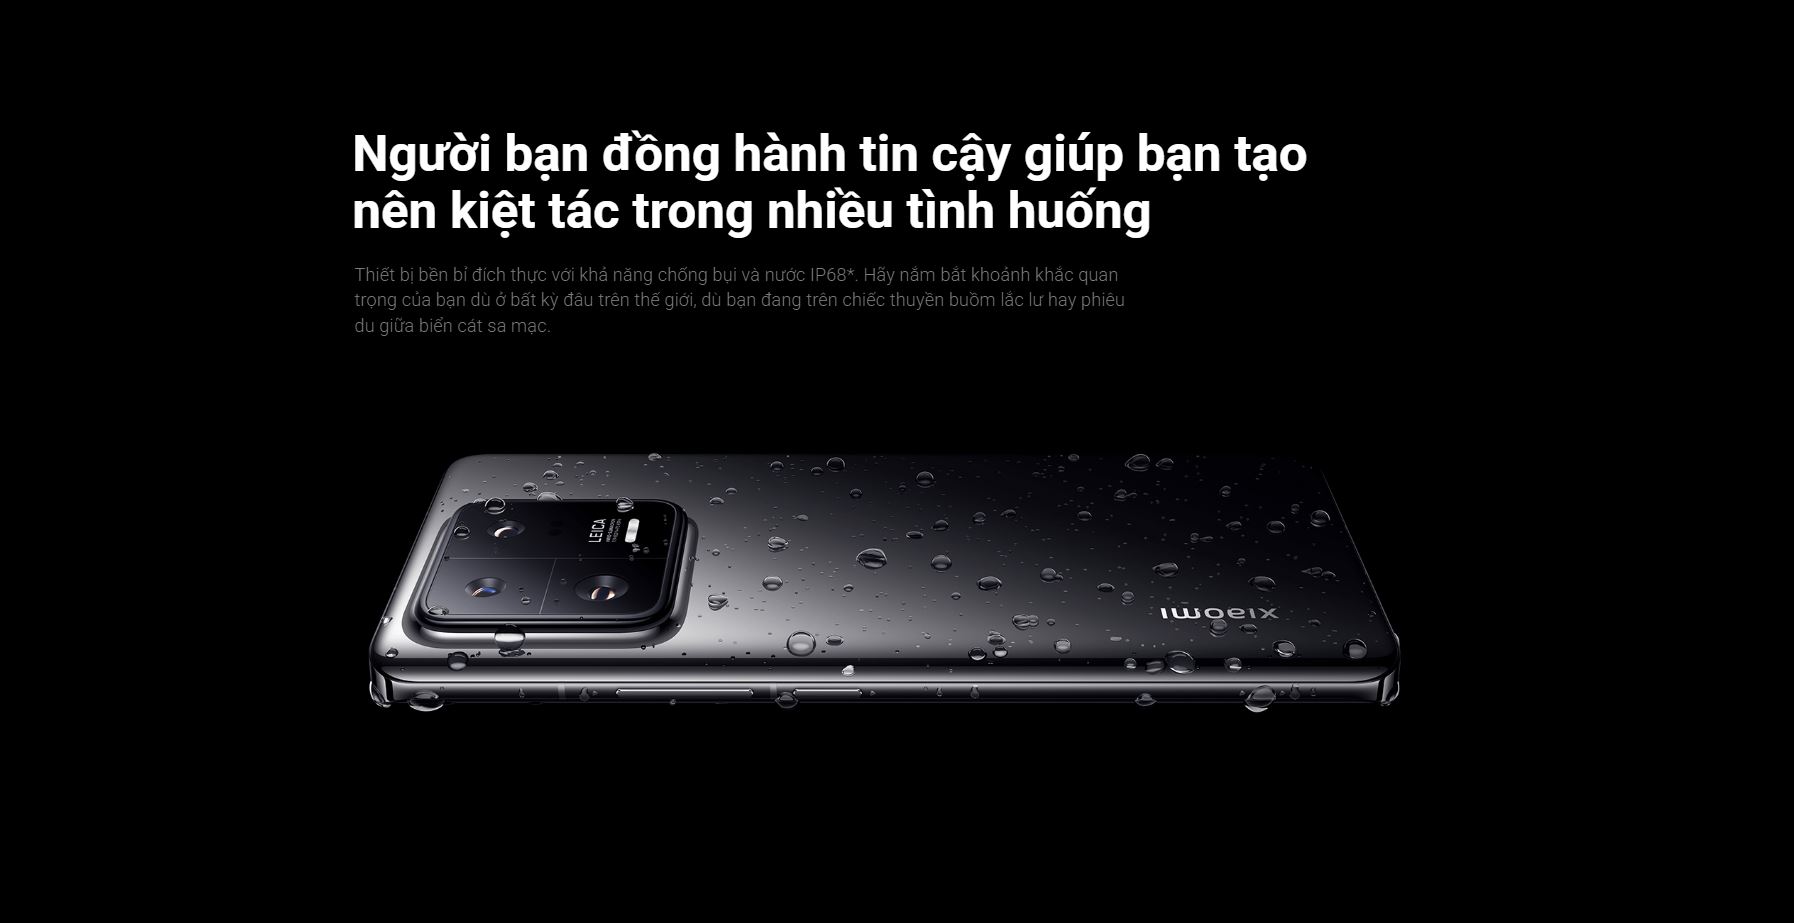 Người bạn đồng hành tin cậy giúp bạn tạo
nên kiệt tác trong nhiều tình huống
Thiết bị bền bỉ đích thực với khả năng chống bụi và nước IP68*. Hãy nắm bắt khoảnh khắc quan
trọng của bạn dù ở bất kỳ đâu trên thế giới, dù bạn đang trên chiếc thuyền buồm lắc lư hay phiêu
du giữa biển cát sa mạc.
LEICA
xiaomi